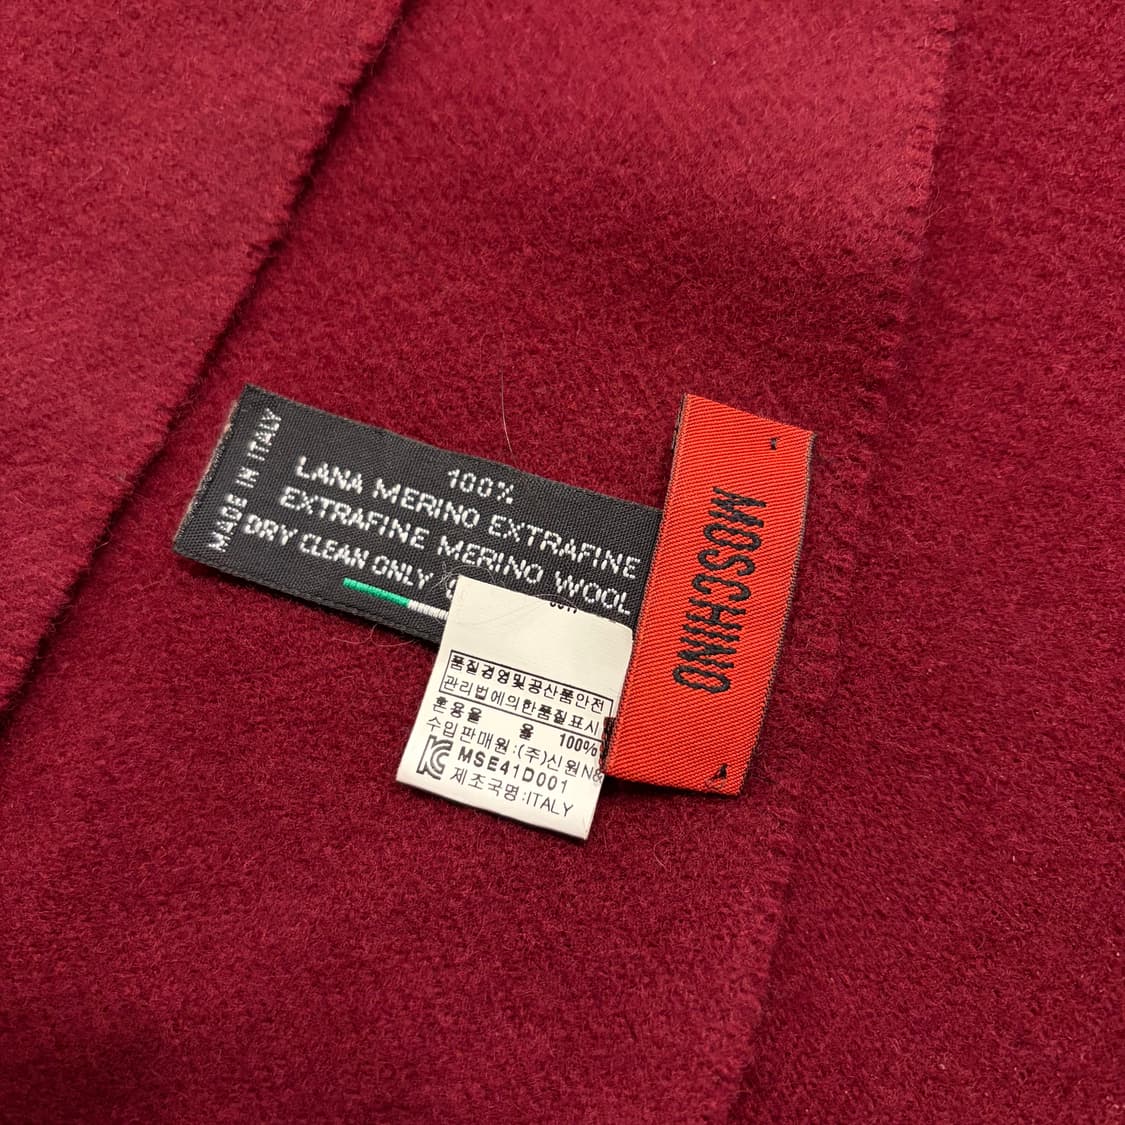 MADE IN ITALY
100%
LANA MERINO EXTRAFINE
EXTRAFINE MERINO WOOL
DRY CLEAN ONLY
MOSCHINO
품질경영및공산품안전
관리법에의한품질표시
혼용율 울 100%
수입판매원:(주)신원
MSE41D001
제조국명:ITALY